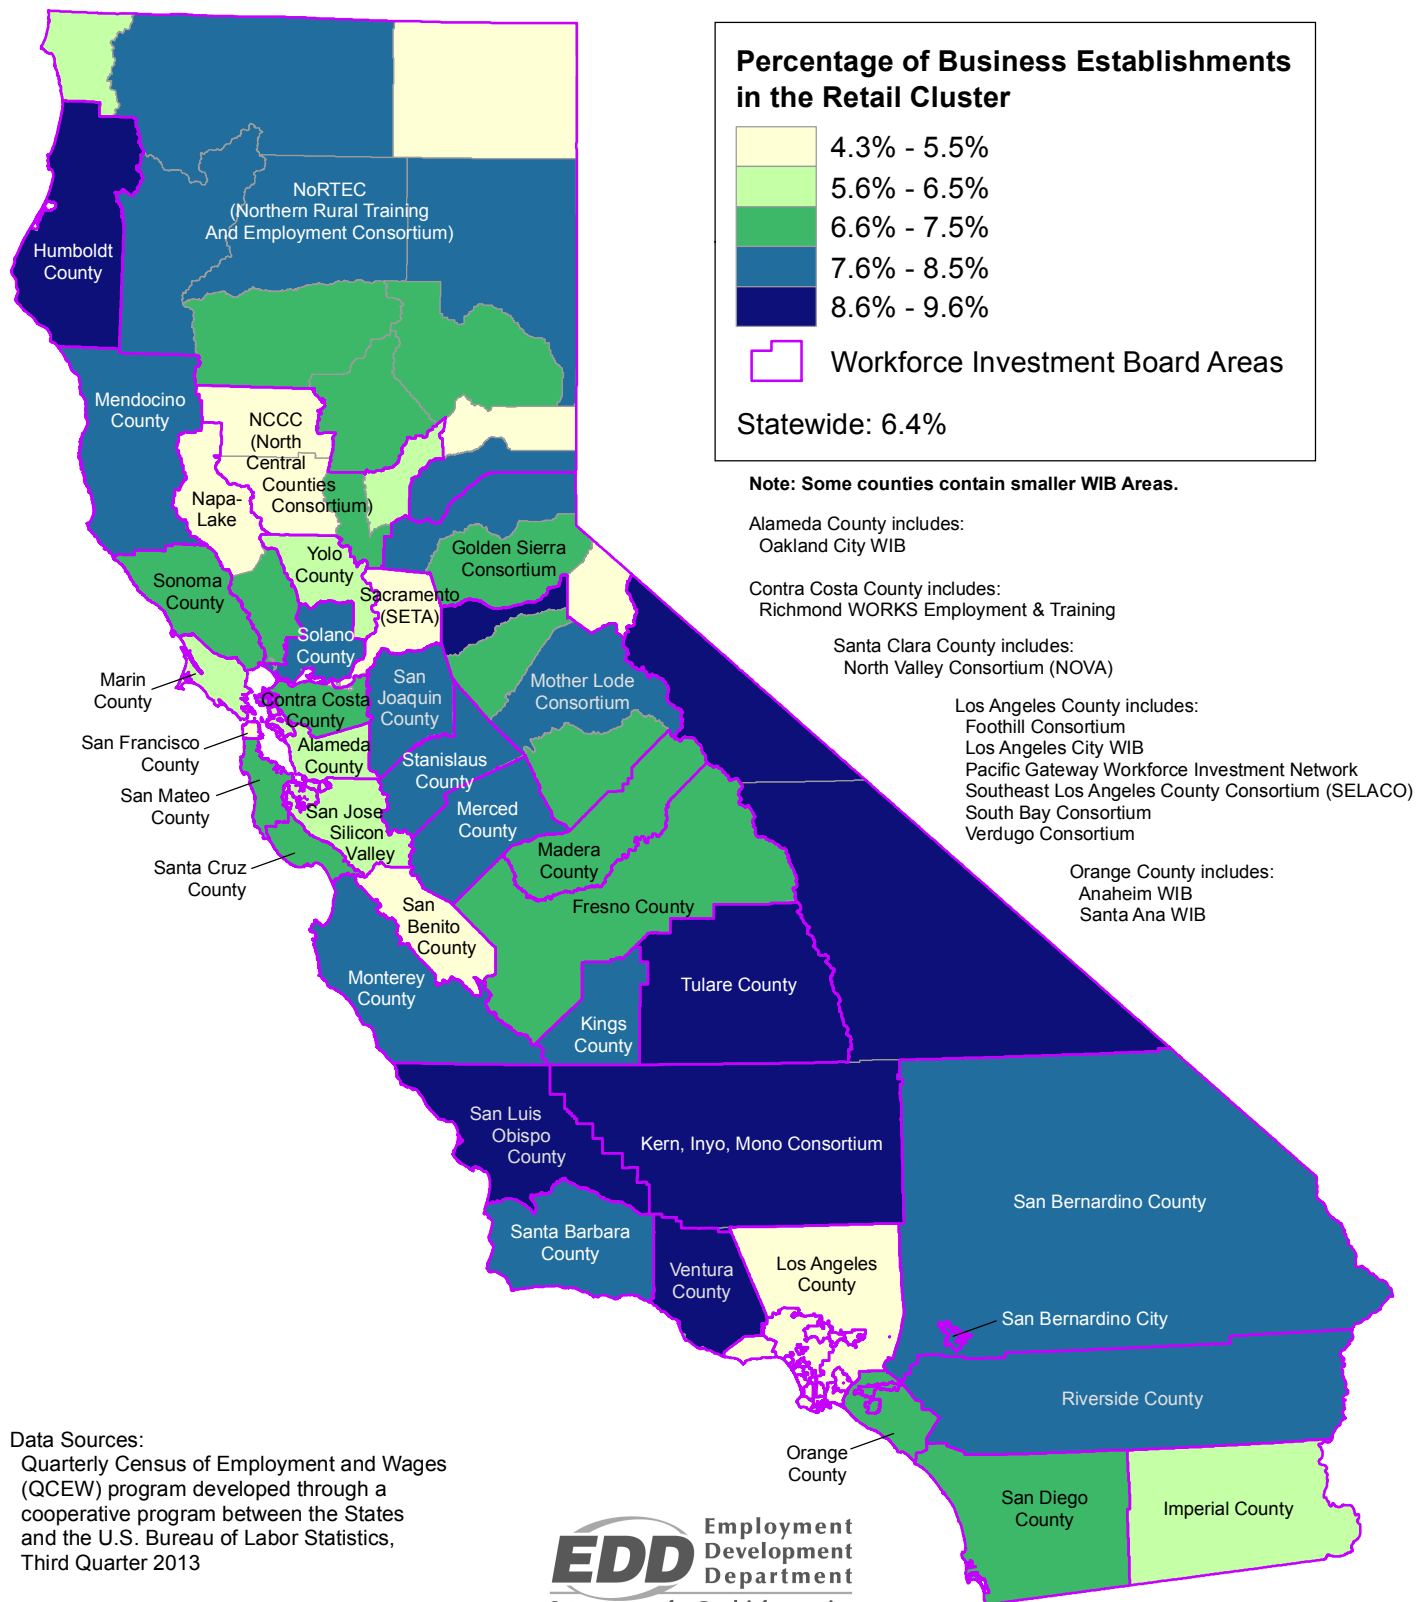 Percentage of Business Establishments
in the Retail Cluster
4.3% - 5.5%
5.6% - 6.5%
6.6% - 7.5%
7.6% - 8.5%
8.6% - 9.6%
Workforce Investment Board Areas
Statewide: 6.4%
Note: Some counties contain smaller WIB Areas.
Alameda County includes:
Oakland City WIB
Contra Costa County includes:
Richmond WORKS Employment & Training
Santa Clara County includes:
North Valley Consortium (NOVA)
Los Angeles County includes:
Foothill Consortium
Los Angeles City WIB
Pacific Gateway Workforce Investment Network
Southeast Los Angeles County Consortium (SELACO)
South Bay Consortium
Verdugo Consortium
Orange County includes:
Anaheim WIB
Santa Ana WIB
NoRTEC
(Northern Rural Training
And Employment Consortium)
Humboldt
County
Mendocino
County
NCCC
(North
Central
Counties
Consortium)
Napa-
Lake
Yolo
County
Golden Sierra
Consortium
Sonoma
County
Sacramento
(SETA)
Solano
County
Marin
County
Contra Costa
County
San
Joaquin
County
Mother Lode
Consortium
San Francisco
County
Alameda
County
Stanislaus
County
San Mateo
County
San Jose
Silicon
Valley
Merced
County
Santa Cruz
County
Madera
County
San
Benito
County
Fresno County
Monterey
County
Tulare County
Kings
County
San Luis
Obispo
County
Kern, Inyo, Mono Consortium
Santa Barbara
County
San Bernardino County
Ventura
County
Los Angeles
County
San Bernardino City
Riverside County
Orange
County
San Diego
County
Imperial County
Data Sources:
Quarterly Census of Employment and Wages
(QCEW) program developed through a
cooperative program between the States
and the U.S. Bureau of Labor Statistics,
Third Quarter 2013
EDD
Employment
Development
Department